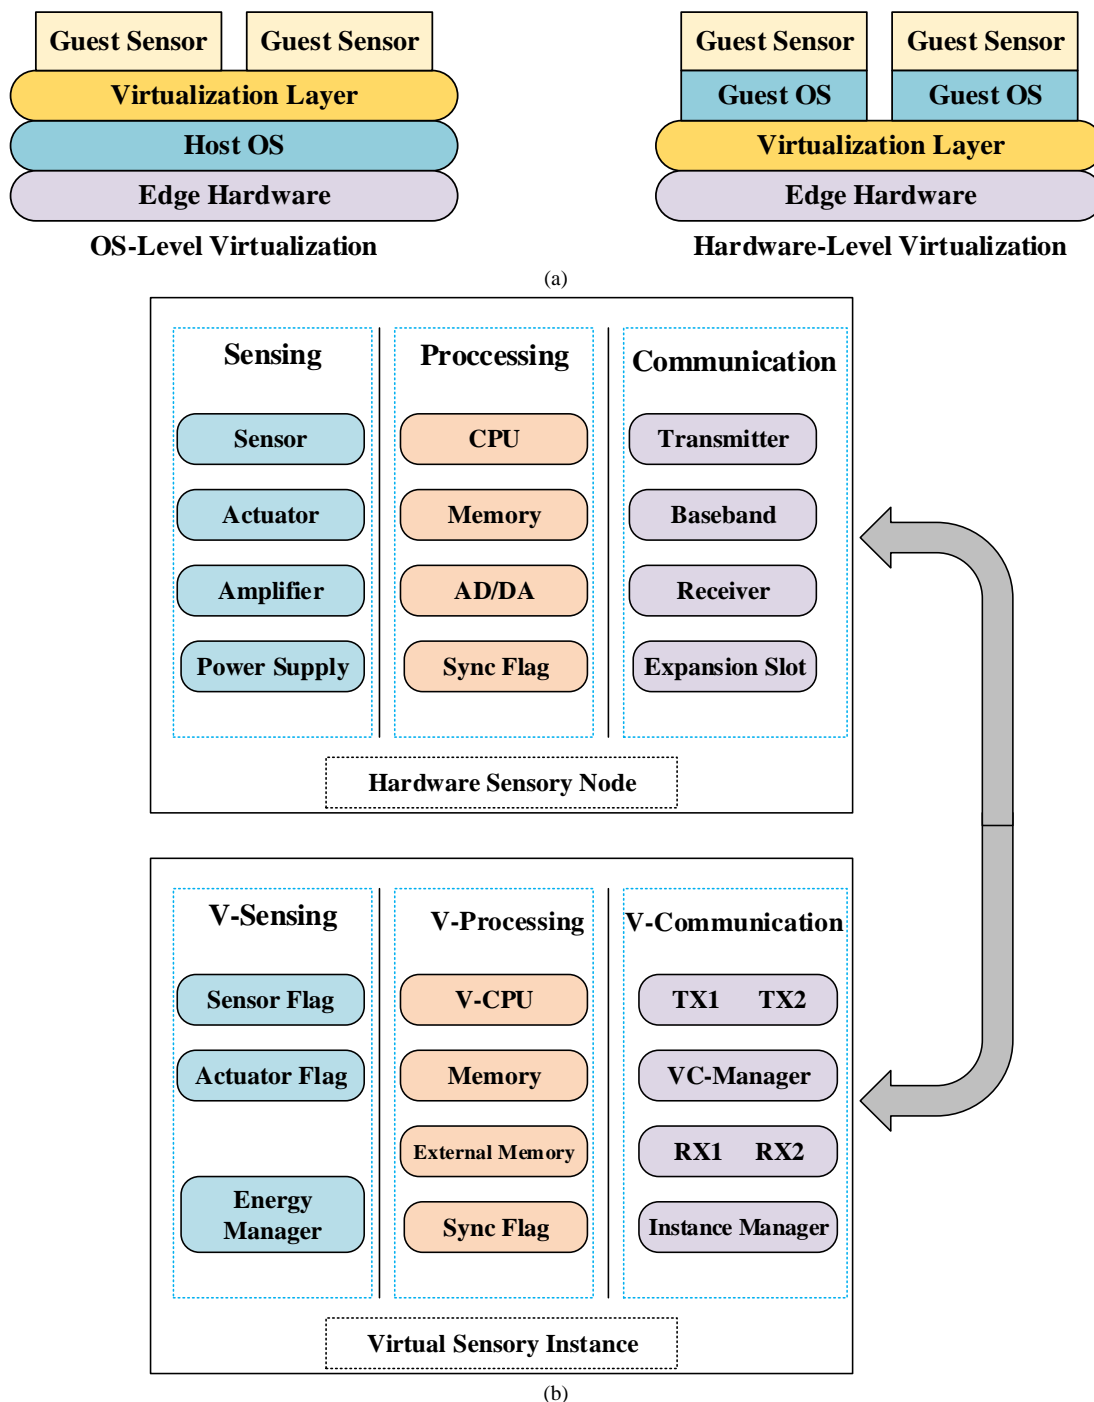 Guest Sensor
Guest Sensor
Virtualization Layer
Host OS
Edge Hardware
OS-Level Virtualization
Guest Sensor
Guest Sensor
Guest OS
Guest OS
Virtualization Layer
Edge Hardware
Hardware-Level Virtualization
(a)
Sensing
Sensor
Actuator
Amplifier
Power Supply
Proccessing
CPU
Memory
AD/DA
Sync Flag
Communication
Transmitter
Baseband
Receiver
Expansion Slot
Hardware Sensory Node
V-Sensing
Sensor Flag
Actuator Flag
Energy
Manager
V-Processing
V-CPU
Memory
External Memory
Sync Flag
V-Communication
TX1 TX2
VC-Manager
RX1 RX2
Instance Manager
Virtual Sensory Instance
(b)